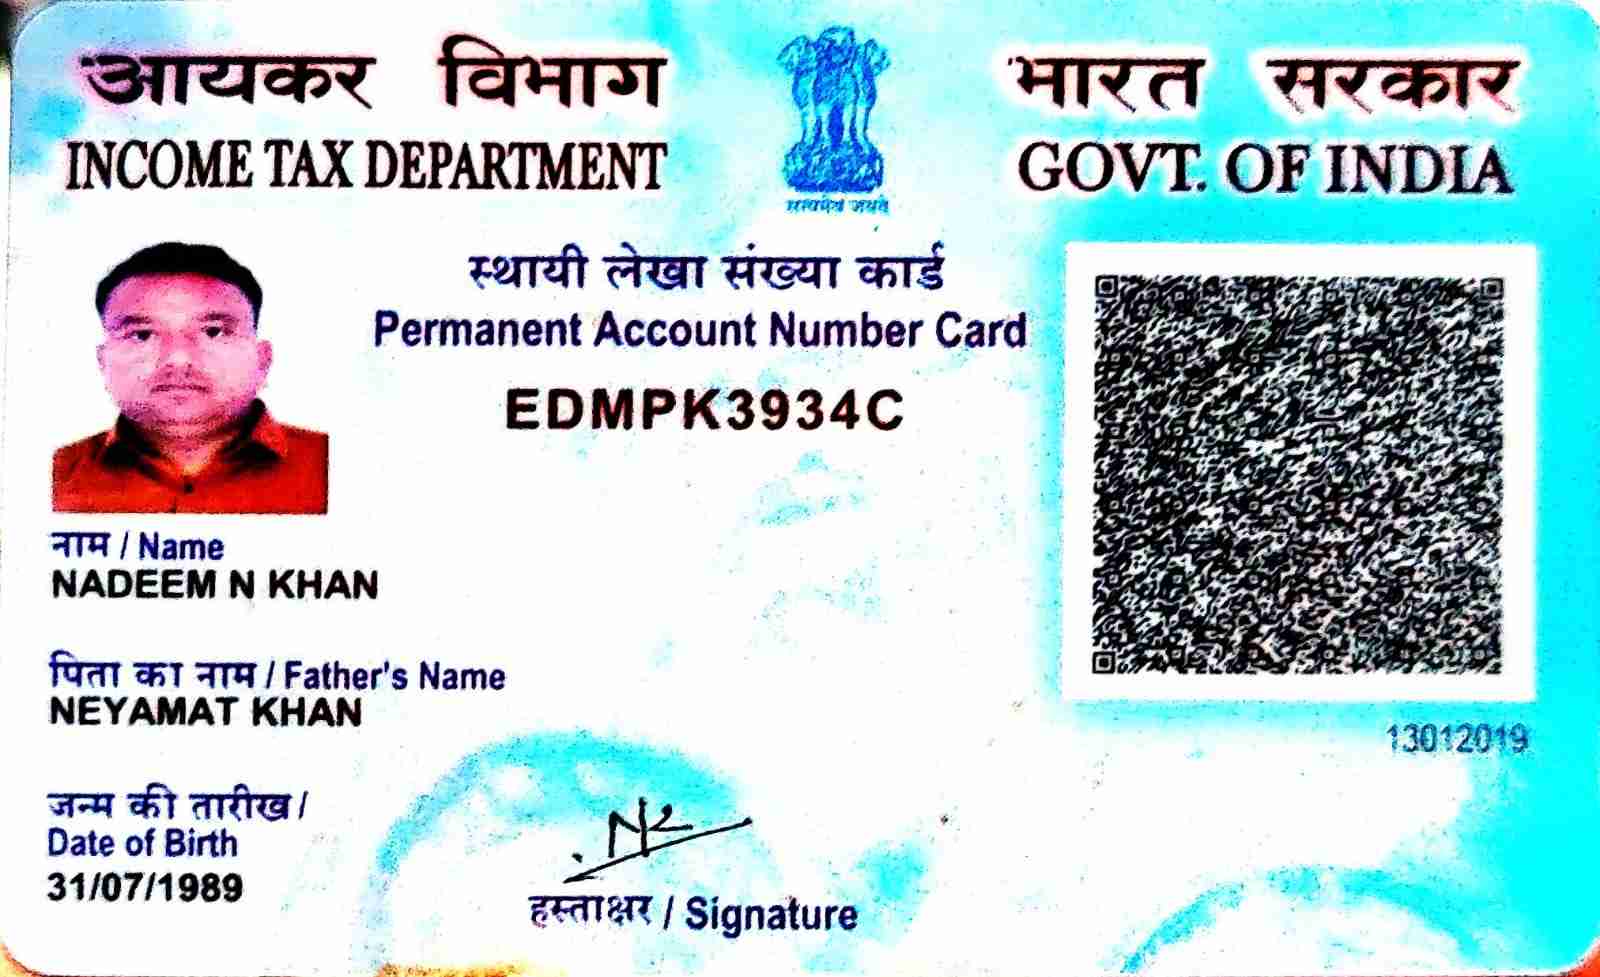 आयकर विभाग
INCOME TAX DEPARTMENT
सत्यमेव जयते
भारत सरकार
GOVT. OF INDIA
स्थायी लेखा संख्या कार्ड
Permanent Account Number Card
EDMPK3934C
नाम / Name
NADEEM N KHAN
पिता का नाम / Father's Name
NEYAMAT KHAN
13012019
जन्म की तारीख /
Date of Birth
31/07/1989
हस्ताक्षर / Signature